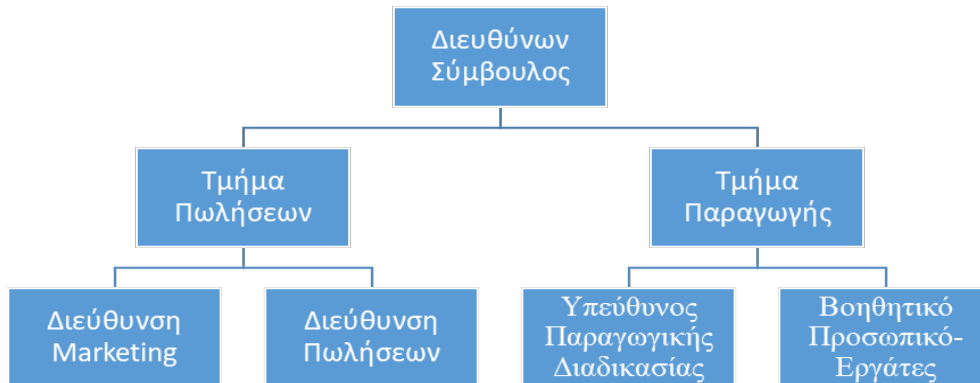 Διευθύνων
Σύμβουλος
Τμήμα
Πωλήσεων
Τμήμα
Παραγωγής
Διεύθυνση
Marketing
Διεύθυνση
Πωλήσεων
Υπεύθυνος
Παραγωγικής
Διαδικασίας
Βοηθητικό
Προσωπικό-
Εργάτες